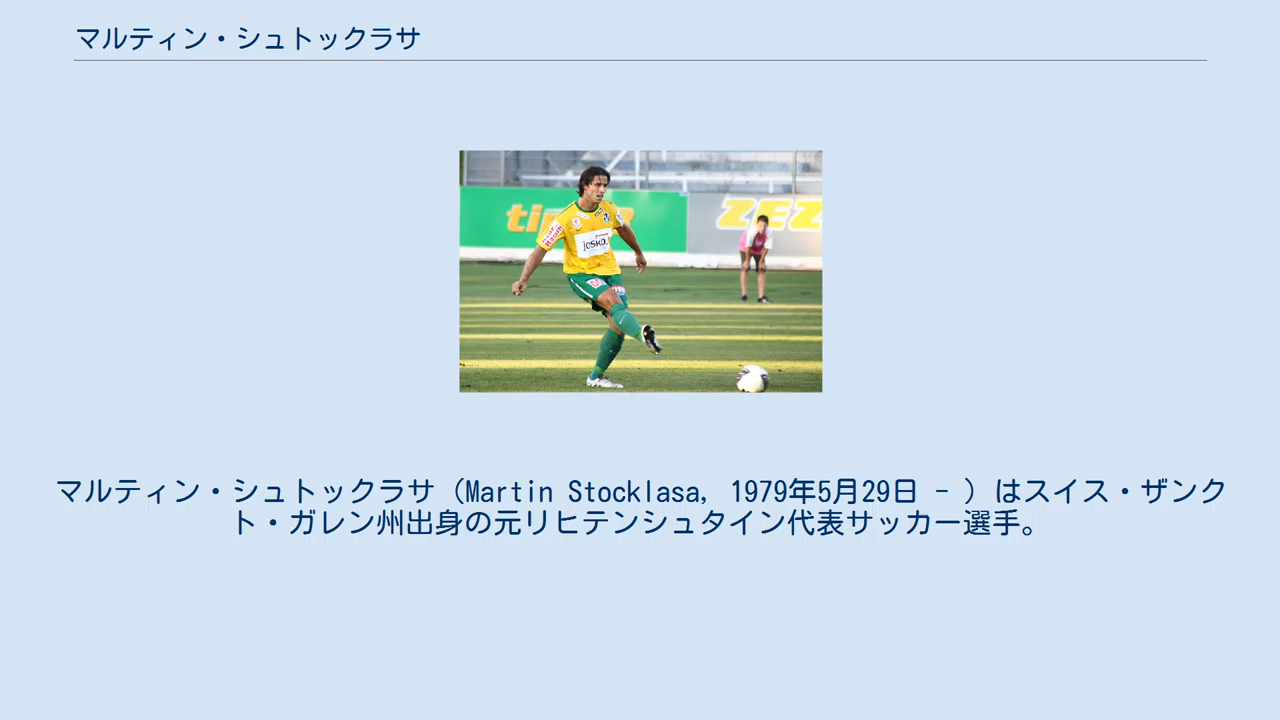 マルティン・シュトックラサ
ZEZ
josko
マルティン・シュトックラサ（Martin Stocklasa, 1979年5月29日 - ）はスイス・ザンク
ト・ガレン州出身の元リヒテンシュタイン代表サッカー選手。